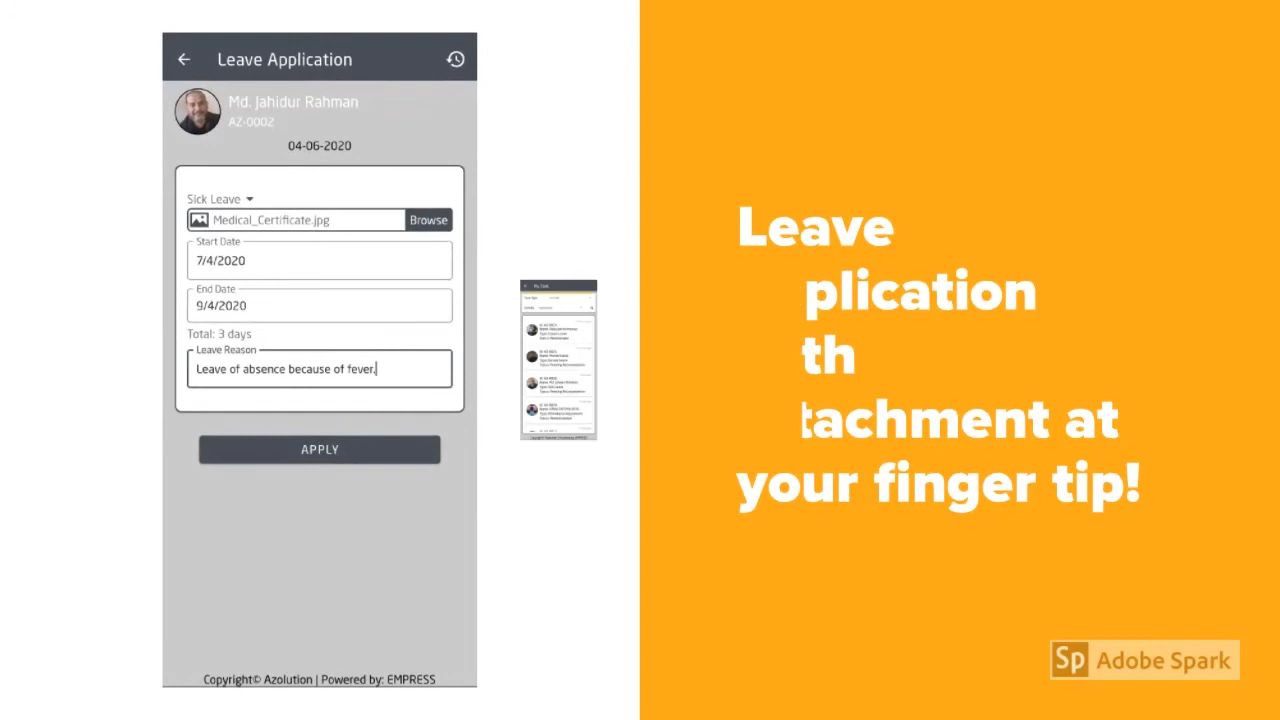 Leave Application
Md. Jahidur Rahman
AZ-0002
04-06-2020
Sick Leave
Medical_Certificate.jpg Browse
Start Date
7/4/2020
End Date
9/4/2020
Total: 3 days
Leave Reason
Leave of absence because of fever.
APPLY
Copyright© Azolution | Powered by: EMPRESS
My Task
Leave
plication
th
tachment at
your finger tip!
Sp Adobe Spark